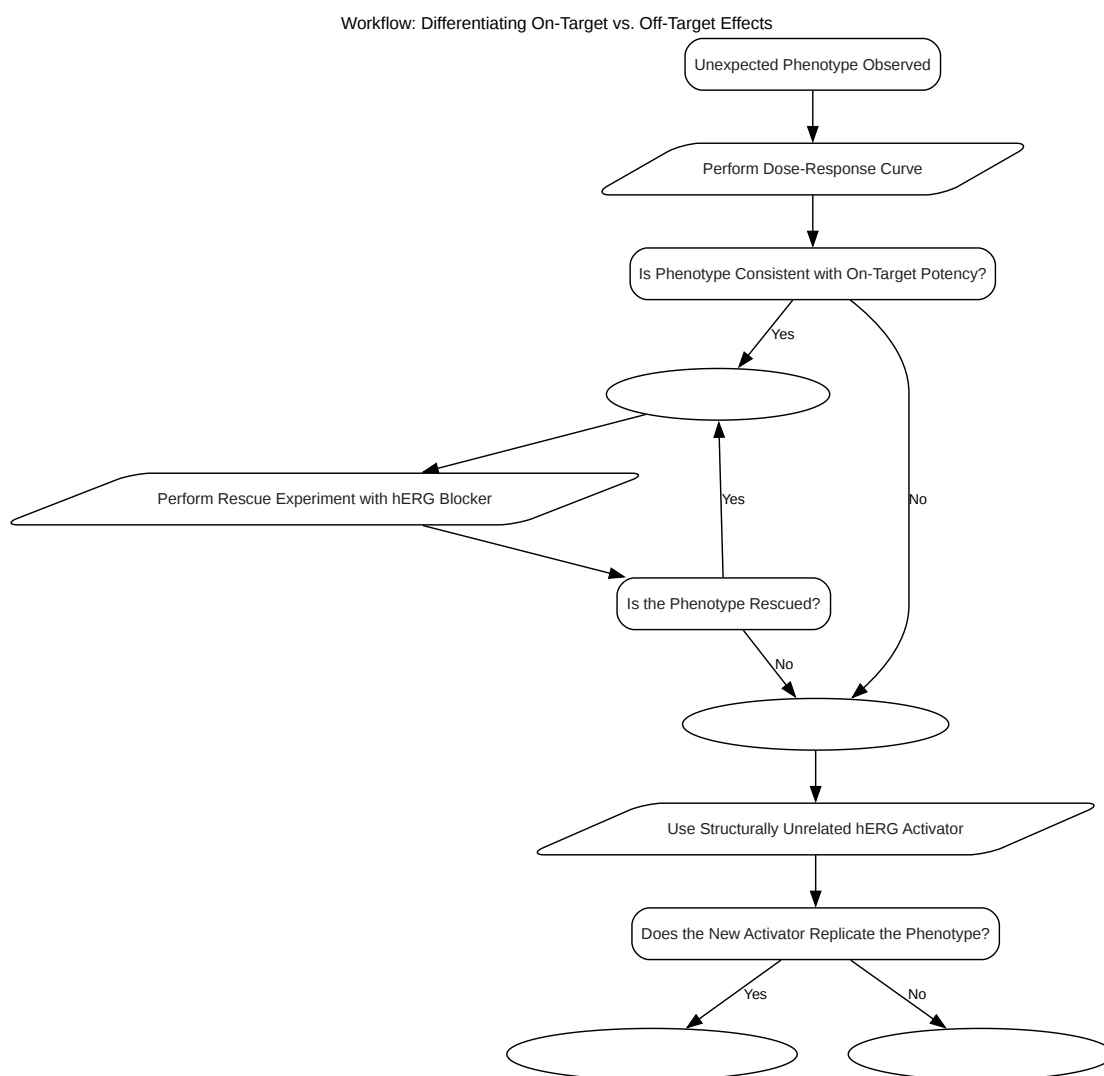 Workflow: Differentiating On-Target vs. Off-Target Effects
Unexpected Phenotype Observed
Perform Dose-Response Curve
Is Phenotype Consistent with On-Target Potency?
Yes
No
Perform Rescue Experiment with hERG Blocker
Yes
Is the Phenotype Rescued?
No
Use Structurally Unrelated hERG Activator
Does the New Activator Replicate the Phenotype?
Yes
No